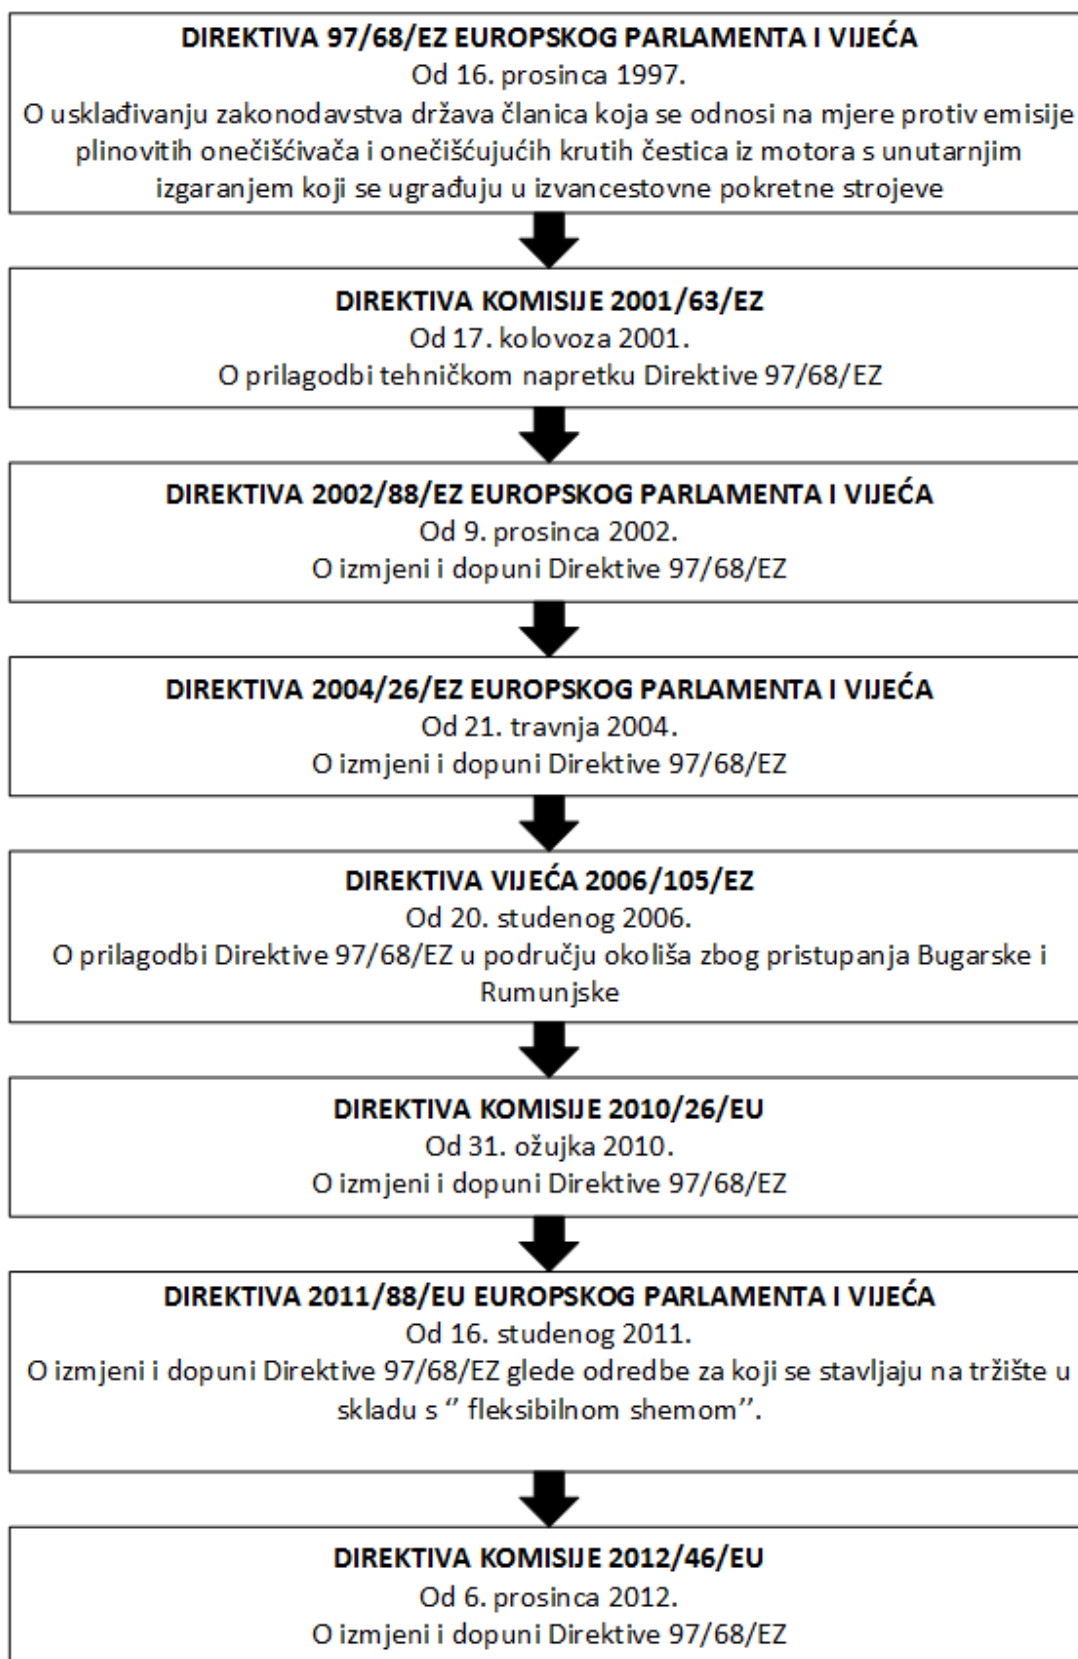 DIREKTIVA 97/68/EZ EUROPSKOG PARLAMENTA I VIJEĆA
Od 16. prosinca 1997.
O usklađivanju zakonodavstva država članica koja se odnosi na mjere protiv emisije
plinovitih onečišćivača i onečišćujućih krutih čestica iz motora s unutarnjim
izgaranjem koji se ugrađuju u izvancestovne pokretne strojeve
DIREKTIVA KOMISIJE 2001/63/EZ
Od 17. kolovoza 2001.
O prilagodbi tehničkom napretku Direktive 97/68/EZ
DIREKTIVA 2002/88/EZ EUROPSKOG PARLAMENTA I VIJEĆA
Od 9. prosinca 2002.
O izmjeni i dopuni Direktive 97/68/EZ
DIREKTIVA 2004/26/EZ EUROPSKOG PARLAMENTA I VIJEĆA
Od 21. travnja 2004.
O izmjeni i dopuni Direktive 97/68/EZ
DIREKTIVA VIJEĆA 2006/105/EZ
Od 20. studenog 2006.
O prilagodbi Direktive 97/68/EZ u području okoliša zbog pristupanja Bugarske i
Rumunjske
DIREKTIVA KOMISIJE 2010/26/EU
Od 31. ožujka 2010.
O izmjeni i dopuni Direktive 97/68/EZ
DIREKTIVA 2011/88/EU EUROPSKOG PARLAMENTA I VIJEĆA
Od 16. studenog 2011.
O izmjeni i dopuni Direktive 97/68/EZ glede odredbe za koji se stavljaju na tržište u
skladu s ‘’ fleksibilnom shemom’’.
DIREKTIVA KOMISIJE 2012/46/EU
Od 6. prosinca 2012.
O izmjeni i dopuni Direktive 97/68/EZ